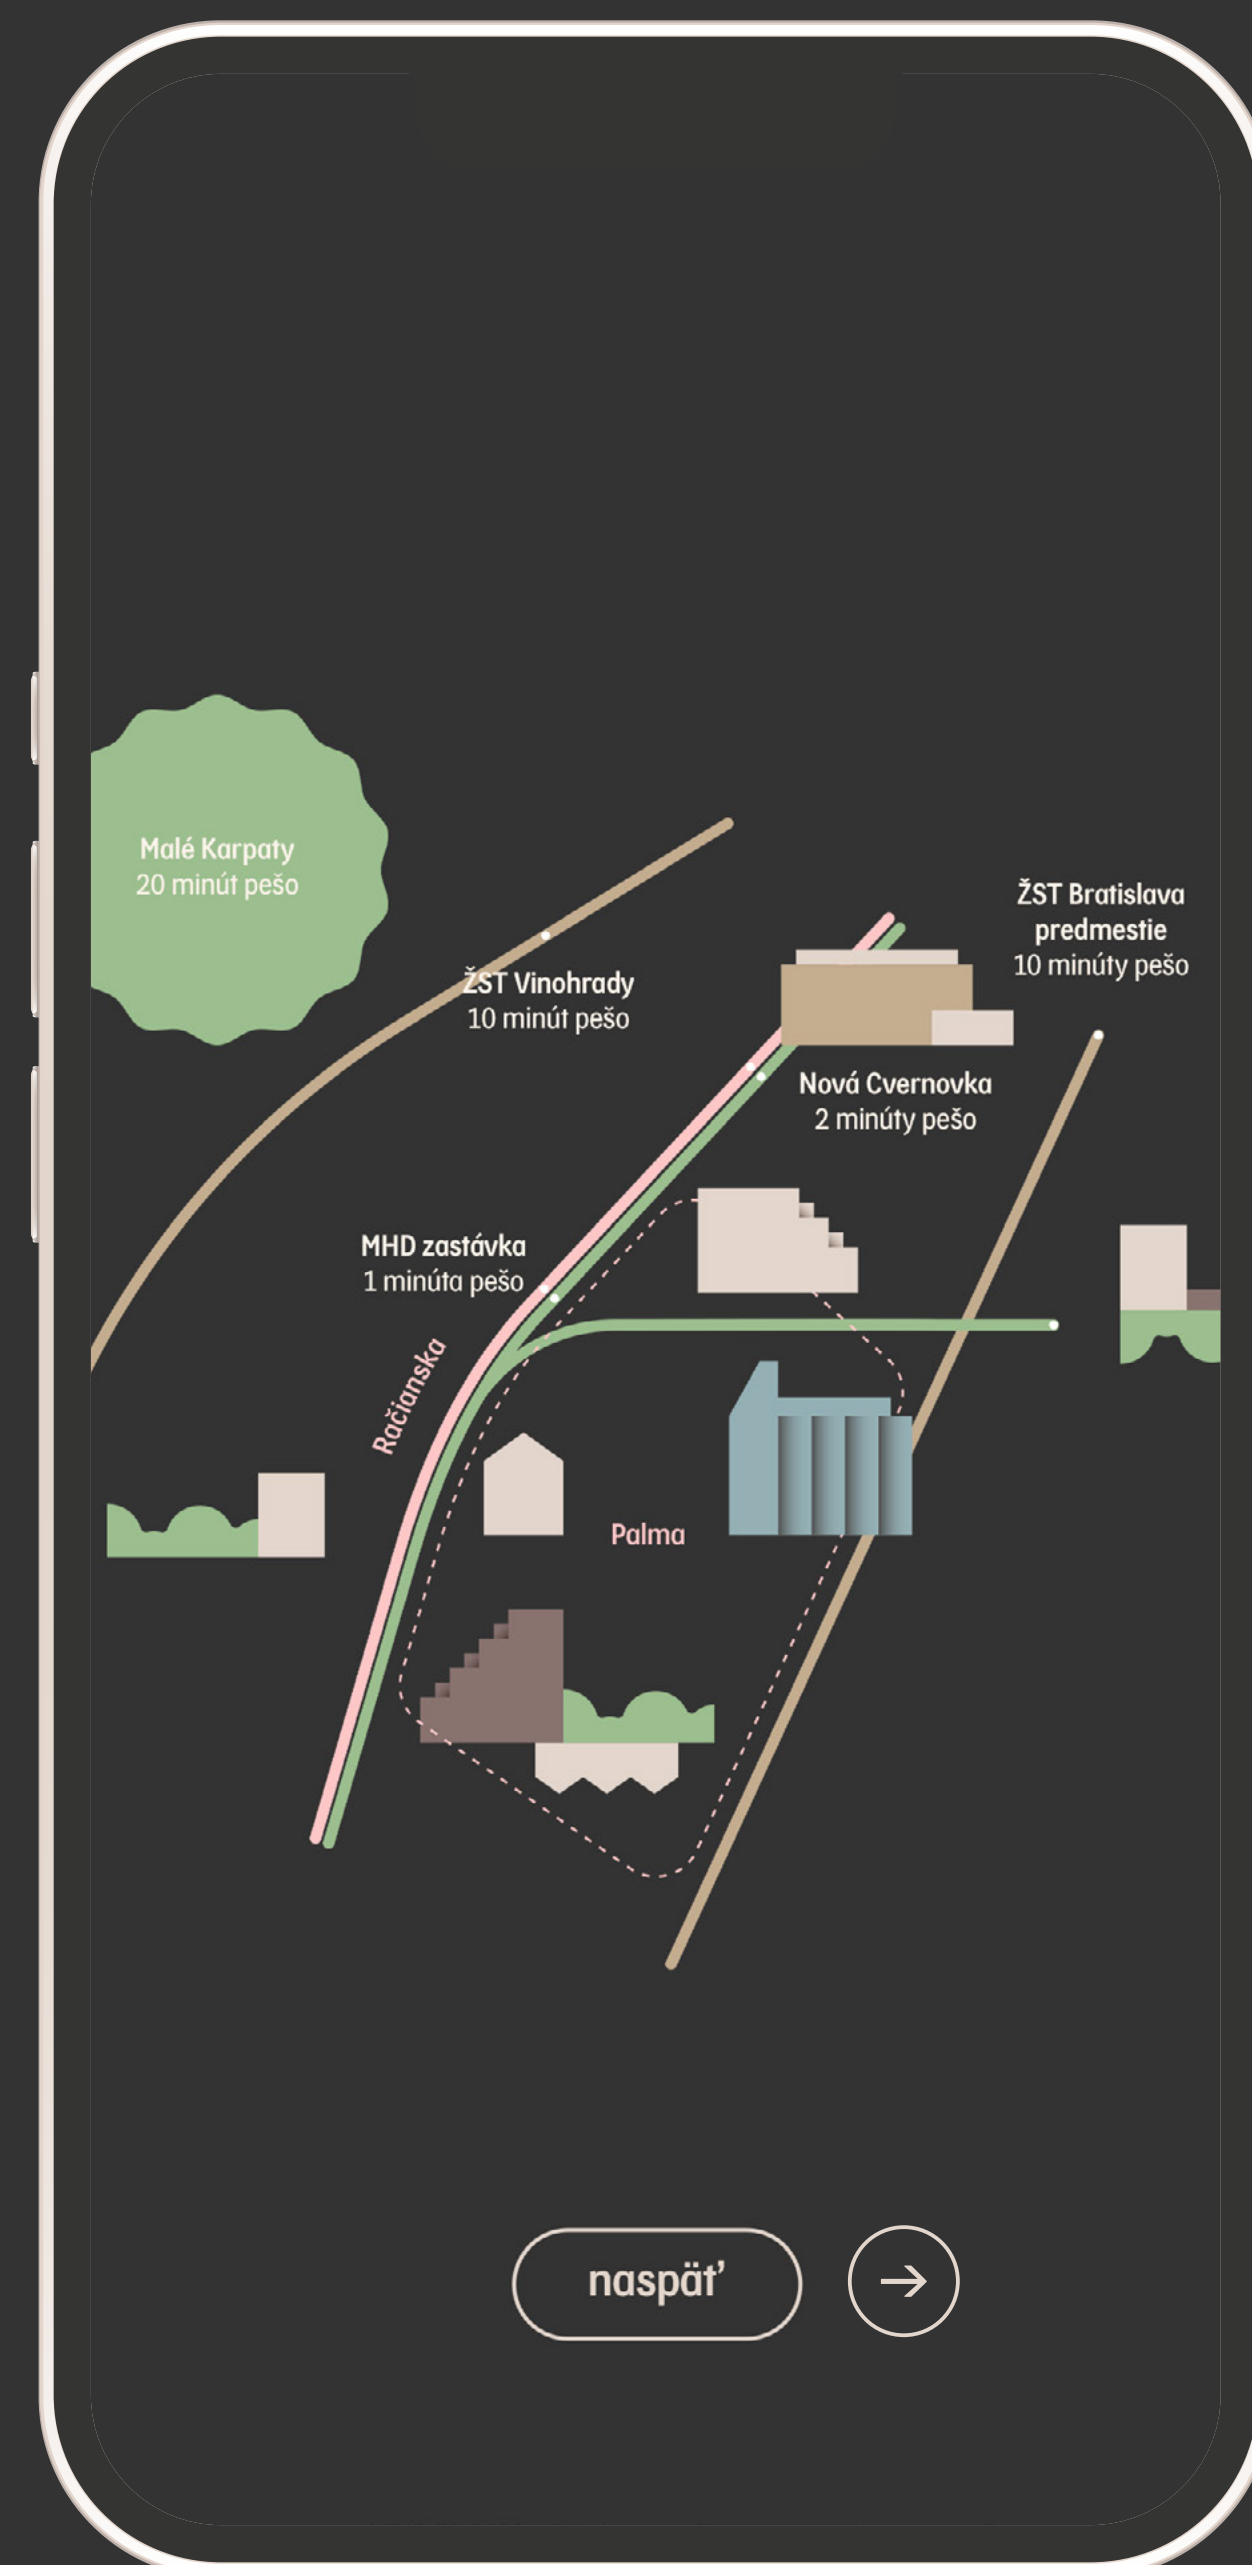 Malé Karpaty
20 minút pešo
ŽST Bratislava
predmestie
10 minúty pešo
ŽST Vinohrady
10 minút pešo
Nová Cvernovka
2 minúty pešo
MHD zastávka
1 minúta pešo
Račianska
Palma
naspäť